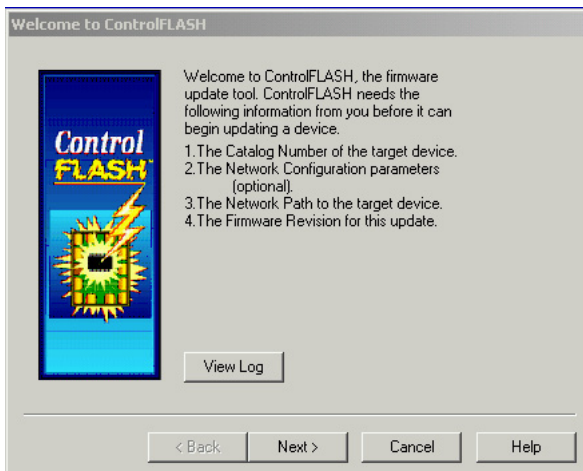 Welcome to ControlFLASH
Welcome to ControlFLASH, the firmware
update tool. ControlFLASH needs the
following information from you before it can
begin updating a device.
1.The Catalog Number of the target device.
2.The Network Configuration parameters
(optional).
3.The Network Path to the target device.
4.The Firmware Revision for this update.
Control
FLASH
View Log
< Back
Next >
Cancel
Help